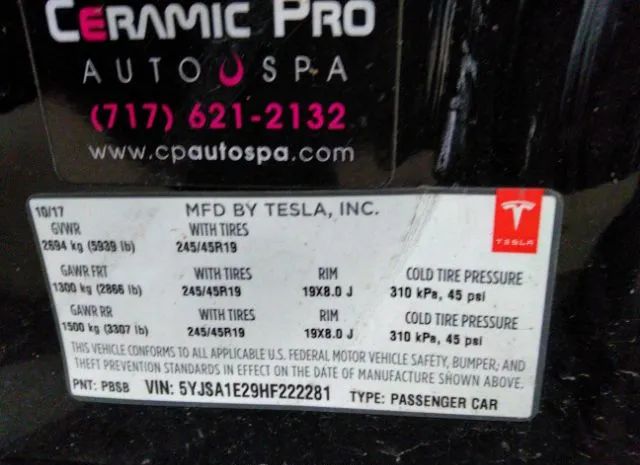 CERAMIC PRO
AUTO SPA
(717) 621-2132
www.cpautospa.com
10/17 MFD BY TESLA, INC.
GVWR WITH TIRES
2694 kg (5939 lb) 245/45R19
TESLA
GAWR FRT WITH TIRES RIM COLD TIRE PRESSURE
1300 kg (2866 lb) 245/45R19 19X8.0 J 310 kPa, 45 psi
GAWR RR WITH TIRES RIM COLD TIRE PRESSURE
1500 kg (3307 lb) 245/45R19 19X8.0 J 310 kPa, 45 psi
THIS VEHICLE CONFORMS TO ALL APPLICABLE U.S. FEDERAL MOTOR VEHICLE SAFETY, BUMPER, AND
THEFT PREVENTION STANDARDS IN EFFECT ON THE DATE OF MANUFACTURE SHOWN ABOVE.
PNT: PBSB VIN: 5YJSA1E29HF222281 TYPE: PASSENGER CAR